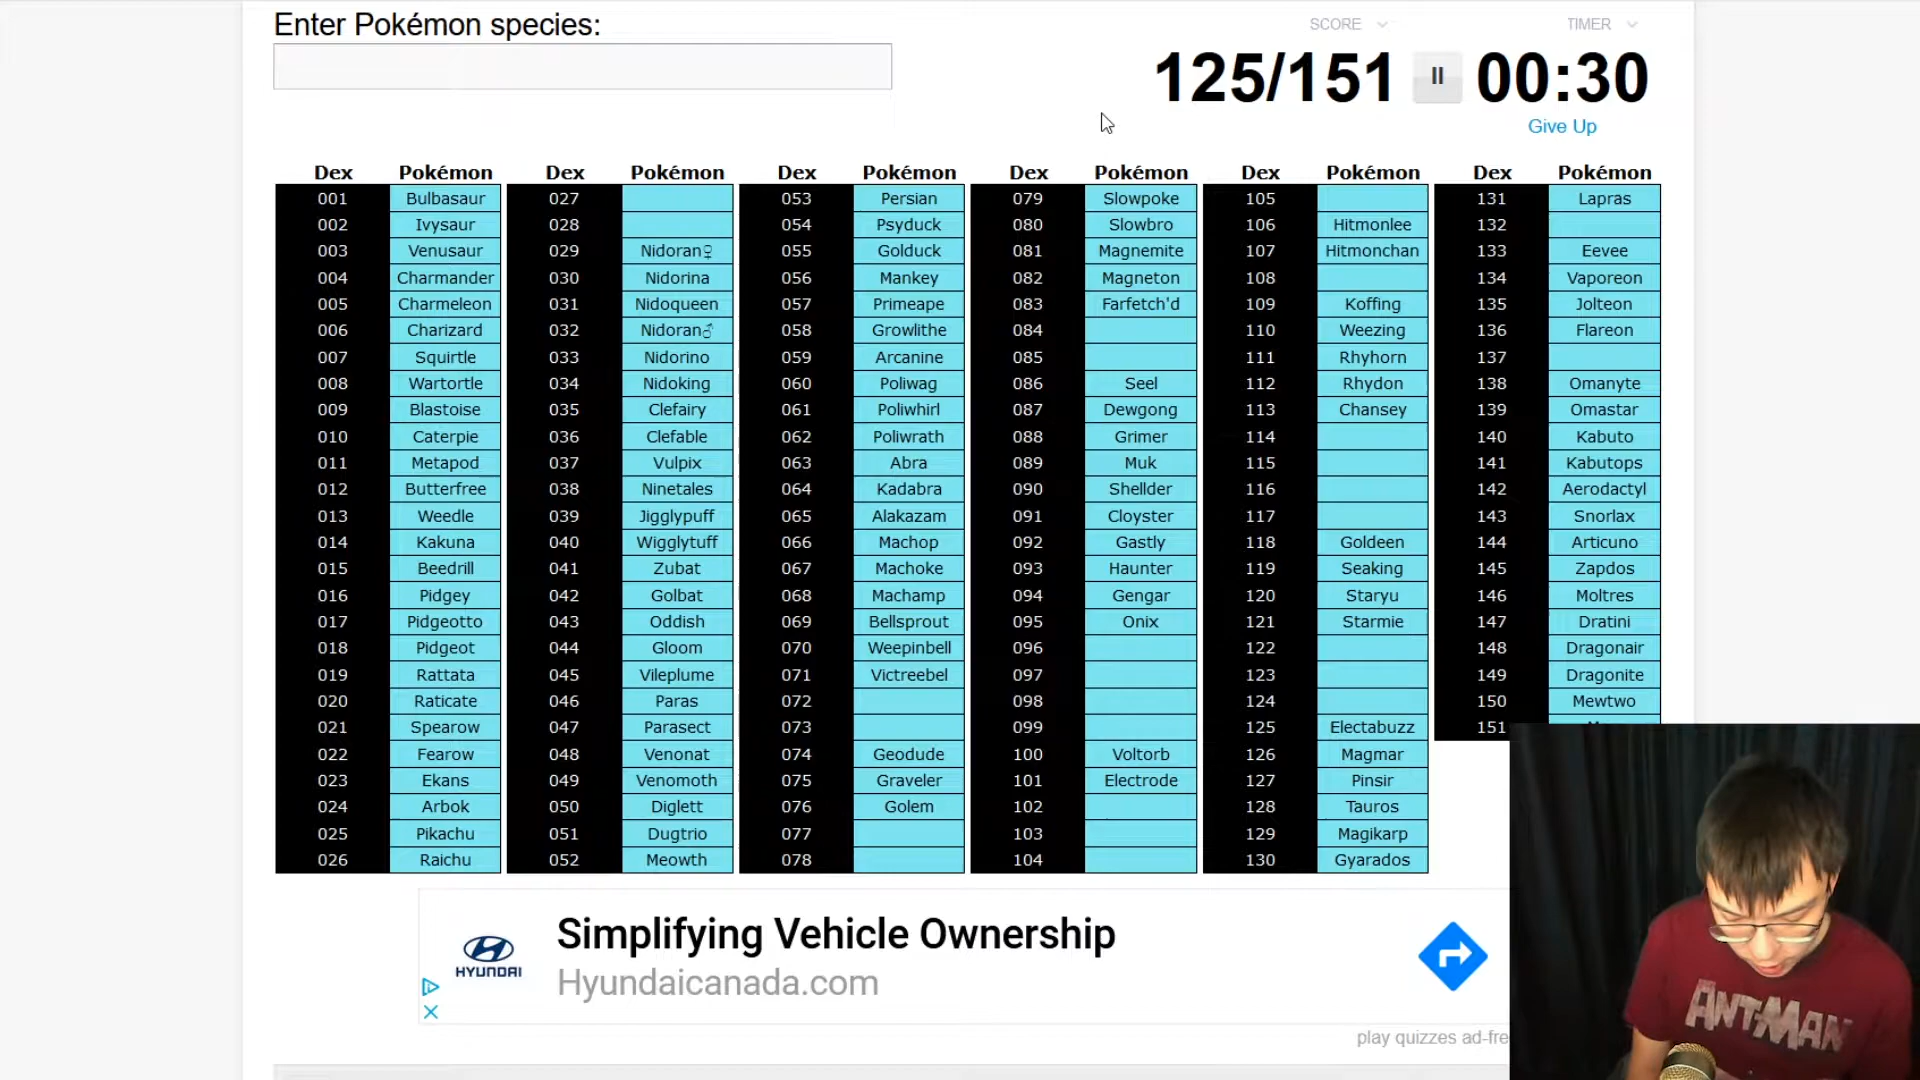 Enter Pokémon species:
SCORE
TIMER
125/151
00:30
Give Up
Dex Pokémon Dex Pokémon Dex Pokémon Dex Pokémon Dex Pokémon Dex Pokémon
001 Bulbasaur 027 053 Persian 079 Slowpoke 105 131 Lapras
002 Ivysaur 028 054 Psyduck 080 Slowbro 106 Hitmonlee 132
003 Venusaur 029 Nidoran♀ 055 Golduck 081 Magnemite 107 Hitmonchan 133 Eevee
004 Charmander 030 Nidorina 056 Mankey 082 Magneton 108 134 Vaporeon
005 Charmeleon 031 Nidoqueen 057 Primeape 083 Farfetch'd 109 Koffing 135 Jolteon
006 Charizard 032 Nidoran♂ 058 Growlithe 084 110 Weezing 136 Flareon
007 Squirtle 033 Nidorino 059 Arcanine 085 111 Rhyhorn 137
008 Wartortle 034 Nidoking 060 Poliwag 086 Seel 112 Rhydon 138 Omanyte
009 Blastoise 035 Clefairy 061 Poliwhirl 087 Dewgong 113 Chansey 139 Omastar
010 Caterpie 036 Clefable 062 Poliwrath 088 Grimer 114 140 Kabuto
011 Metapod 037 Vulpix 063 Abra 089 Muk 115 141 Kabutops
012 Butterfree 038 Ninetales 064 Kadabra 090 Shellder 116 142 Aerodactyl
013 Weedle 039 Jigglypuff 065 Alakazam 091 Cloyster 117 143 Snorlax
014 Kakuna 040 Wigglytuff 066 Machop 092 Gastly 118 Goldeen 144 Articuno
015 Beedrill 041 Zubat 067 Machoke 093 Haunter 119 Seaking 145 Zapdos
016 Pidgey 042 Golbat 068 Machamp 094 Gengar 120 Staryu 146 Moltres
017 Pidgeotto 043 Oddish 069 Bellsprout 095 Onix 121 Starmie 147 Dratini
018 Pidgeot 044 Gloom 070 Weepinbell 096 122 148 Dragonair
019 Rattata 045 Vileplume 071 Victreebel 097 123 149 Dragonite
020 Raticate 046 Paras 072 098 124 150 Mewtwo
021 Spearow 047 Parasect 073 099 125 Electabuzz 151
022 Fearow 048 Venonat 074 Geodude 100 Voltorb 126 Magmar
023 Ekans 049 Venomoth 075 Graveler 101 Electrode 127 Pinsir
024 Arbok 050 Diglett 076 Golem 102 128 Tauros
025 Pikachu 051 Dugtrio 077 103 129 Magikarp
026 Raichu 052 Meowth 078 104 130 Gyarados
Simplifying Vehicle Ownership
HYUNDAI
Hyundaicanada.com
play quizzes ad-fre
ANT-MAN